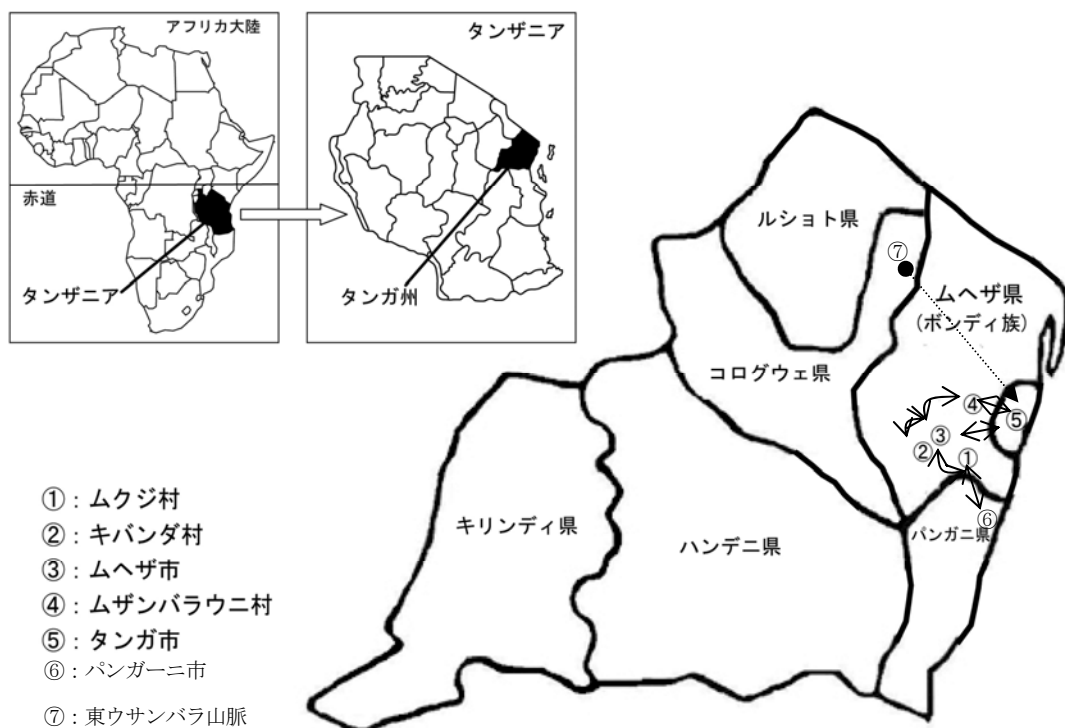 アフリカ大陸
赤道
タンザニア
タンザニア
タンガ州
ルショト県
⑦
ムヘザ県
(ボンディ族)
コログウェ県
④
⑤
③
②
①
⑥
キリンディ県
ハンデニ県
パンガニ県
①：ムクジ村
②：キバンダ村
③：ムヘザ市
④：ムザンバラウニ村
⑤：タンガ市
⑥：パンガーニ市
⑦：東ウサンバラ山脈